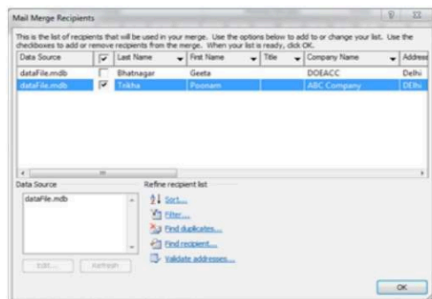 Mail Merge Recipients
This is the list of recipients that will be used in your merge. Use the options below to add to or change your list. Use the
checkboxes to add or remove recipients from the merge. When your list is ready, click OK.
Data Source Last Name First Name Title Company Name Address
dataFile.mdb Bhatnagar Geeta DOEACC Delhi
dataFile.mdb Trikha Poonam ABC Company DElhi
Data Source Refine recipient list
dataFile.mdb
Sort...
Filter...
Find duplicates...
Find recipient...
Validate addresses...
Edit... Refresh
OK